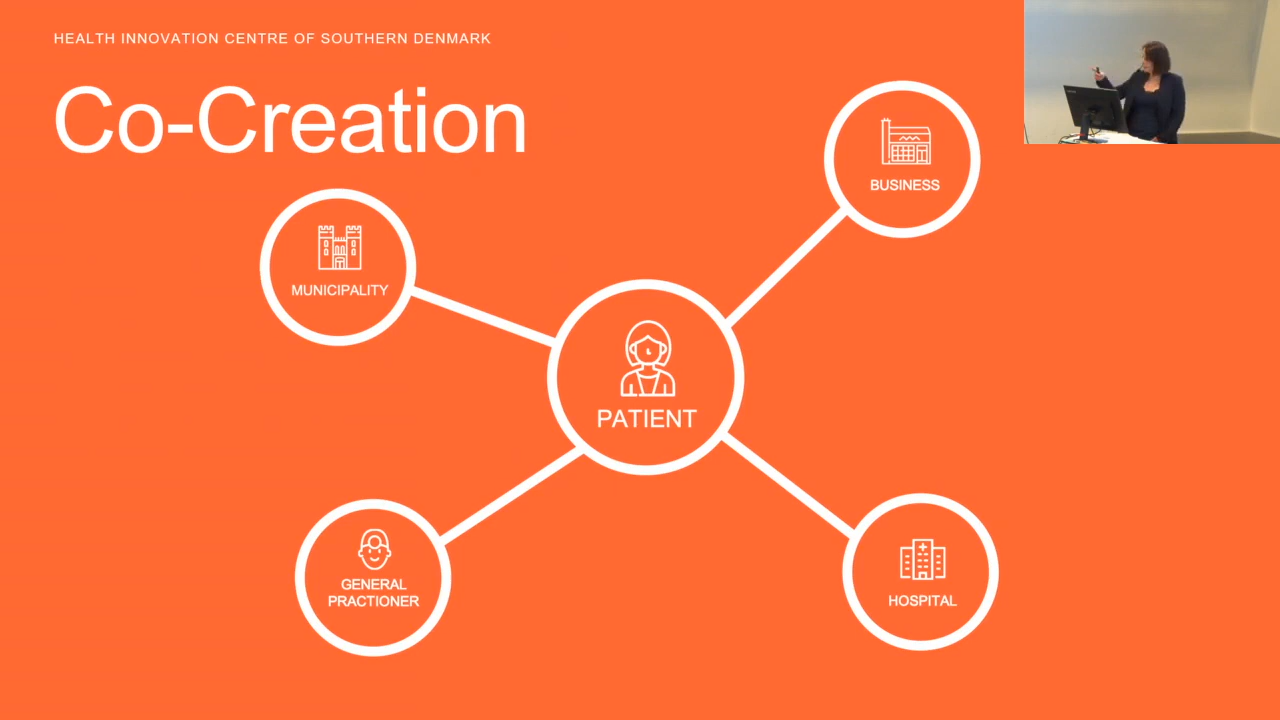 HEALTH INNOVATION CENTRE OF SOUTHERN DENMARK
Co-Creation
BUSINESS
MUNICIPALITY
PATIENT
GENERAL
PRACTIONER
HOSPITAL